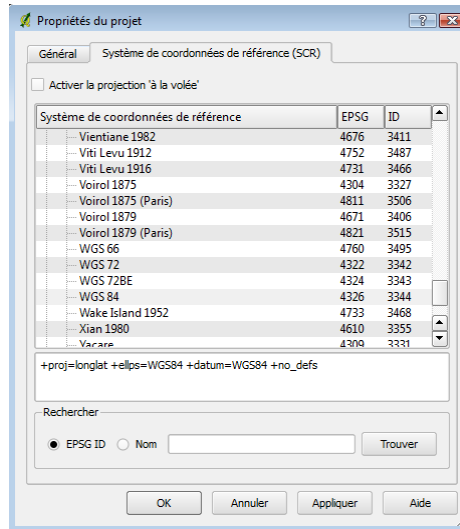 Propriétés du projet
Général Système de coordonnées de référence (SCR)
Activer la projection 'à la volée'
Système de coordonnées de référence EPSG ID
Vientiane 1982 4676 3411
Viti Levu 1912 4752 3487
Viti Levu 1916 4731 3466
Voirol 1875 4304 3327
Voirol 1875 (Paris) 4811 3506
Voirol 1879 4671 3406
Voirol 1879 (Paris) 4821 3515
WGS 66 4760 3495
WGS 72 4322 3342
WGS 72BE 4324 3343
WGS 84 4326 3344
Wake Island 1952 4733 3468
Xian 1980 4610 3355
Yacare 4309 3331
+proj=longlat +ellps=WGS84 +datum=WGS84 +no_defs
Rechercher
EPSG ID Nom Trouver
OK Annuler Appliquer Aide